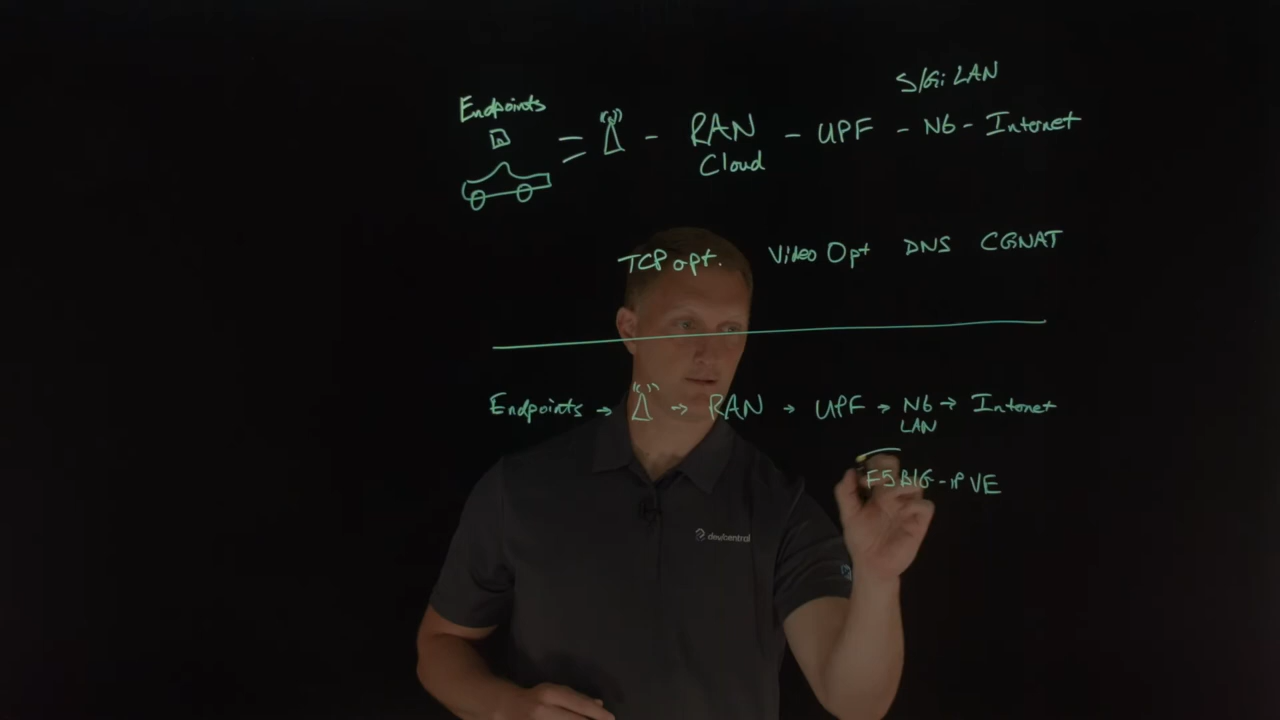 S/Gi LAN
Endpoints
RAN - UPF - N6 - Internet
Cloud
TCP opt. Video Opt DNS CGNAT
Endpoints → → RAN → UPF → N6 → Internet
LAN
F5 BIG-IP VE
devcentral